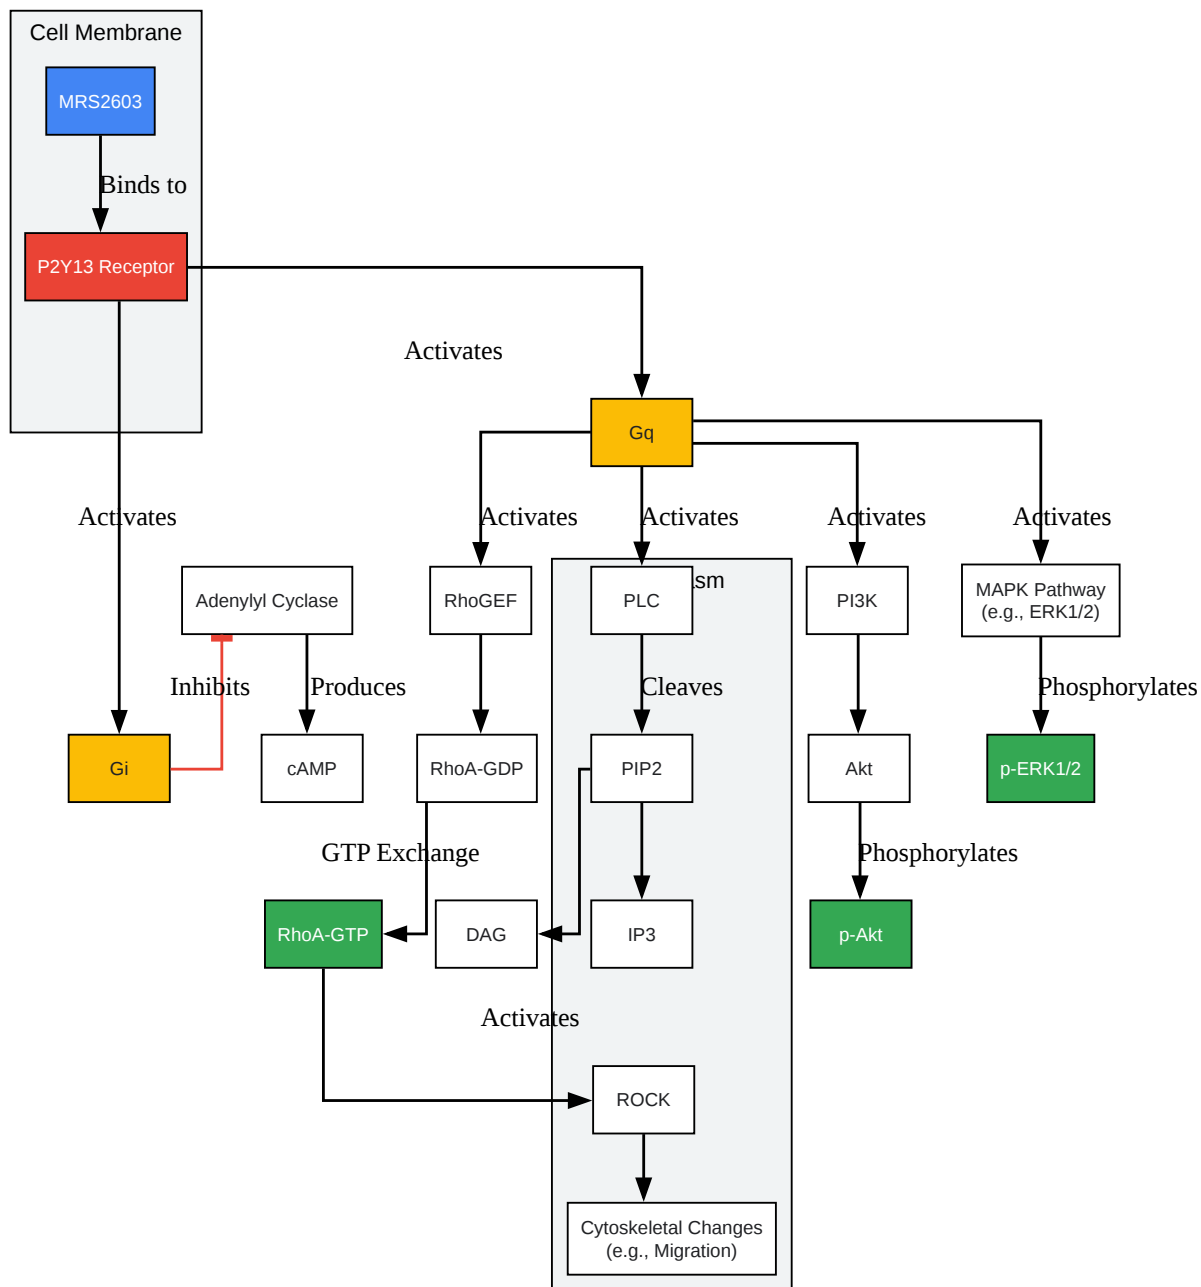 Cell Membrane
MRS2603
Binds to
P2Y13 Receptor
Activates
Gq
Activates
Activates
Activates
Activates
Activates
Adenylyl Cyclase
RhoGEF
PLC
PI3K
MAPK Pathway
(e.g., ERK1/2)
Inhibits
Produces
Cleaves
Phosphorylates
Gi
cAMP
RhoA-GDP
PIP2
Akt
p-ERK1/2
GTP Exchange
Phosphorylates
RhoA-GTP
DAG
IP3
p-Akt
Activates
ROCK
Cytoskeletal Changes
(e.g., Migration)